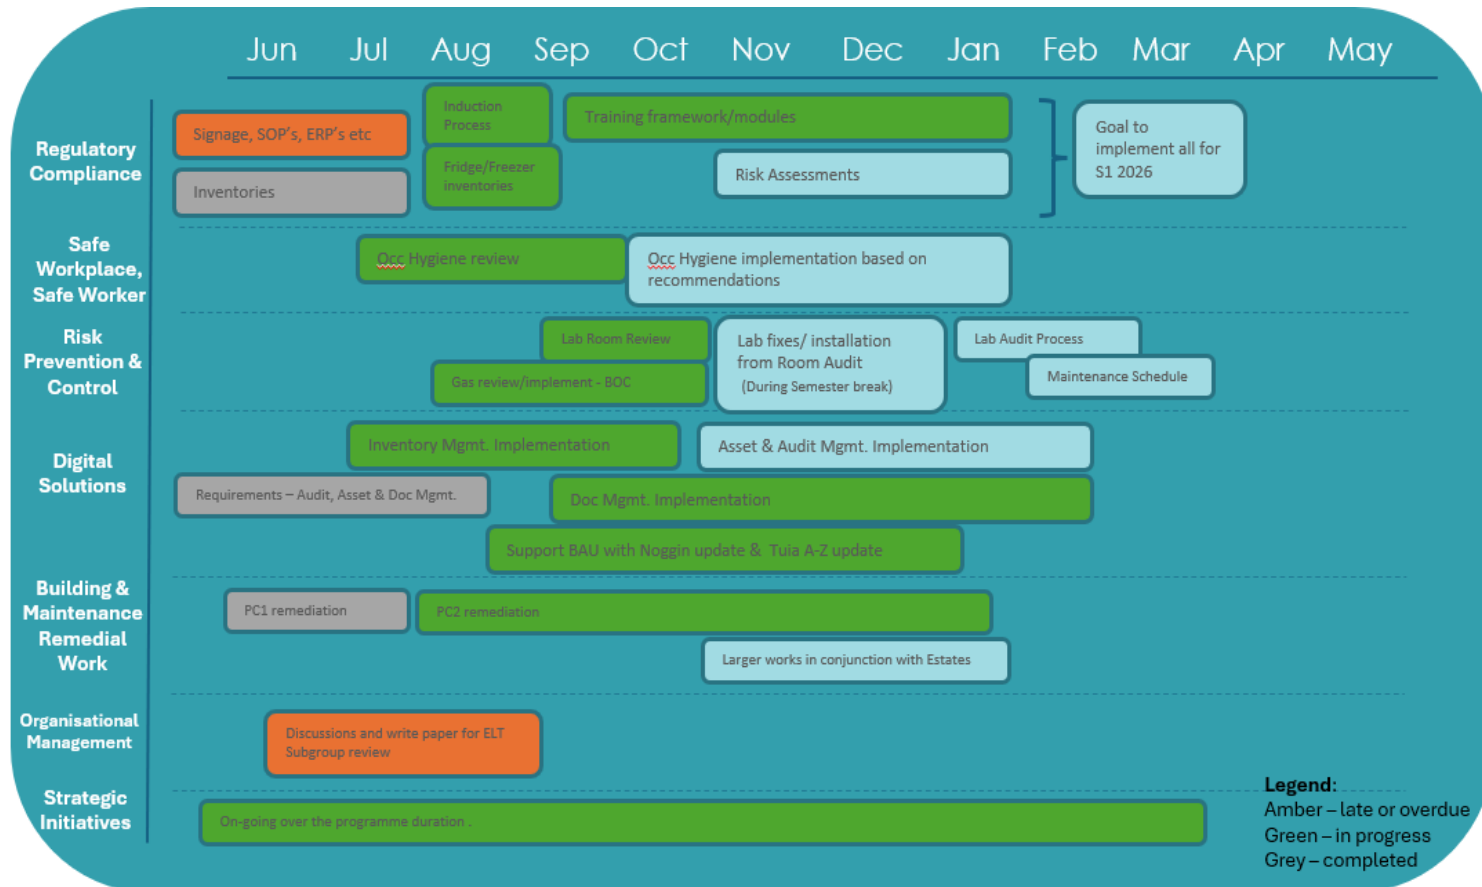 Jun Jul Aug Sep Oct Nov Dec Jan Feb Mar Apr May
Regulatory
Compliance
Signage, SOP's, ERP's etc
Inventories
Induction
Process
Fridge/Freezer
inventories
Training framework/modules
Risk Assessments
Goal to
implement all for
S1 2026
Safe
Workplace,
Safe Worker
Occ Hygiene review
Occ Hygiene implementation based on
recommendations
Risk
Prevention &
Control
Lab Room Review
Gas review/implement - BOC
Lab fixes/ installation
from Room Audit
(During Semester break)
Lab Audit Process
Maintenance Schedule
Digital
Solutions
Inventory Mgmt. Implementation
Asset & Audit Mgmt. Implementation
Requirements – Audit, Asset & Doc Mgmt.
Doc Mgmt. Implementation
Support BAU with Noggin update & Tuia A-Z update
Building &
Maintenance
Remedial
Work
PC1 remediation
PC2 remediation
Larger works in conjunction with Estates
Organisational
Management
Discussions and write paper for ELT
Subgroup review
Strategic
Initiatives
On-going over the programme duration .
Legend:
Amber – late or overdue
Green – in progress
Grey – completed